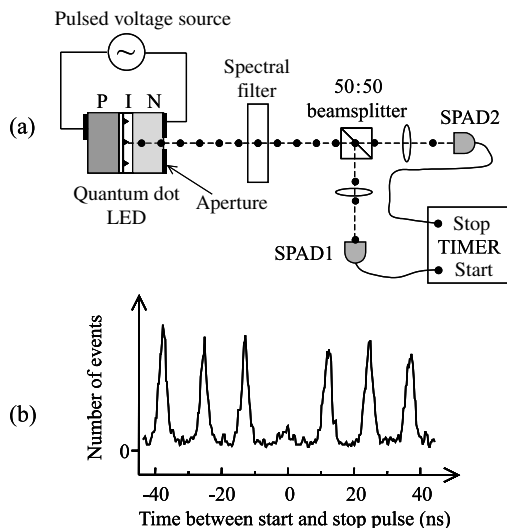 Pulsed voltage source
~
(a)
P I N
Quantum dot
LED
Aperture
Spectral
filter
50:50
beamsplitter
SPAD2
SPAD1
Stop
TIMER
Start
(b)
Number of events
0
-40 -20 0 20 40
Time between start and stop pulse (ns)